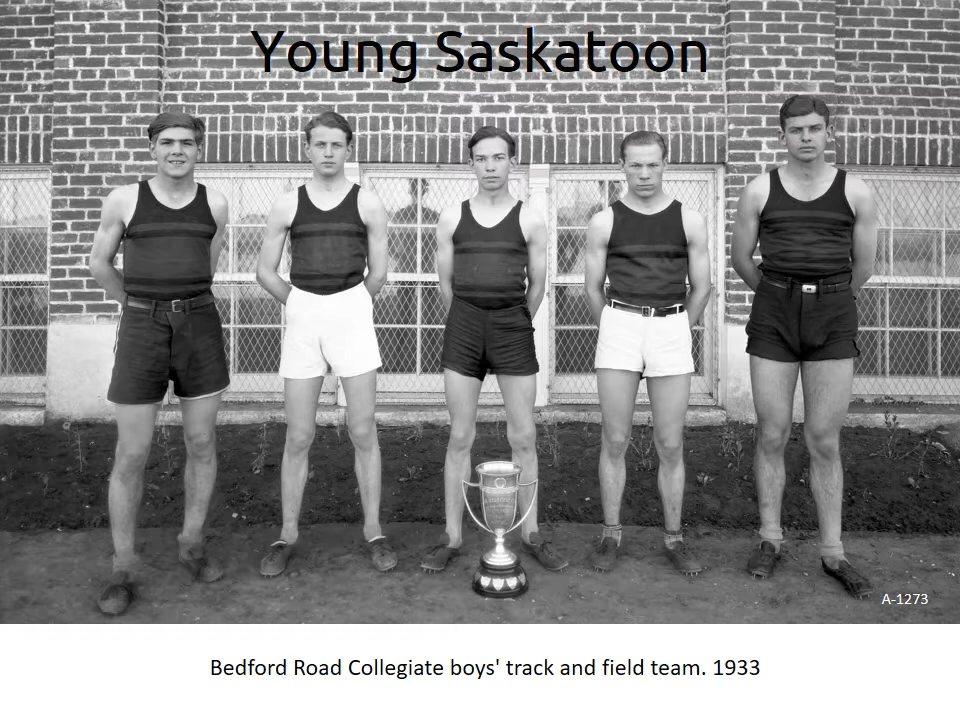 Young Saskatoon
A-1273
Bedford Road Collegiate boys' track and field team. 1933